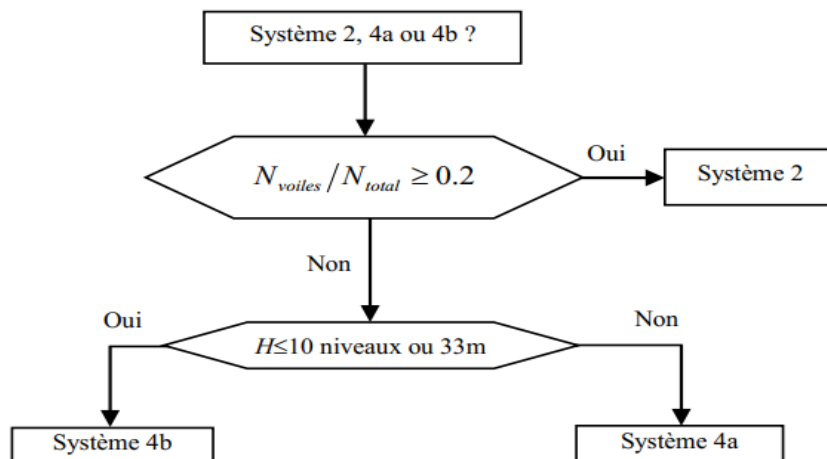 Système 2, 4a ou 4b ?
N_voiles/N_total ≥ 0.2
Oui
Système 2
Non
Oui
H≤10 niveaux ou 33m
Non
Système 4b
Système 4a